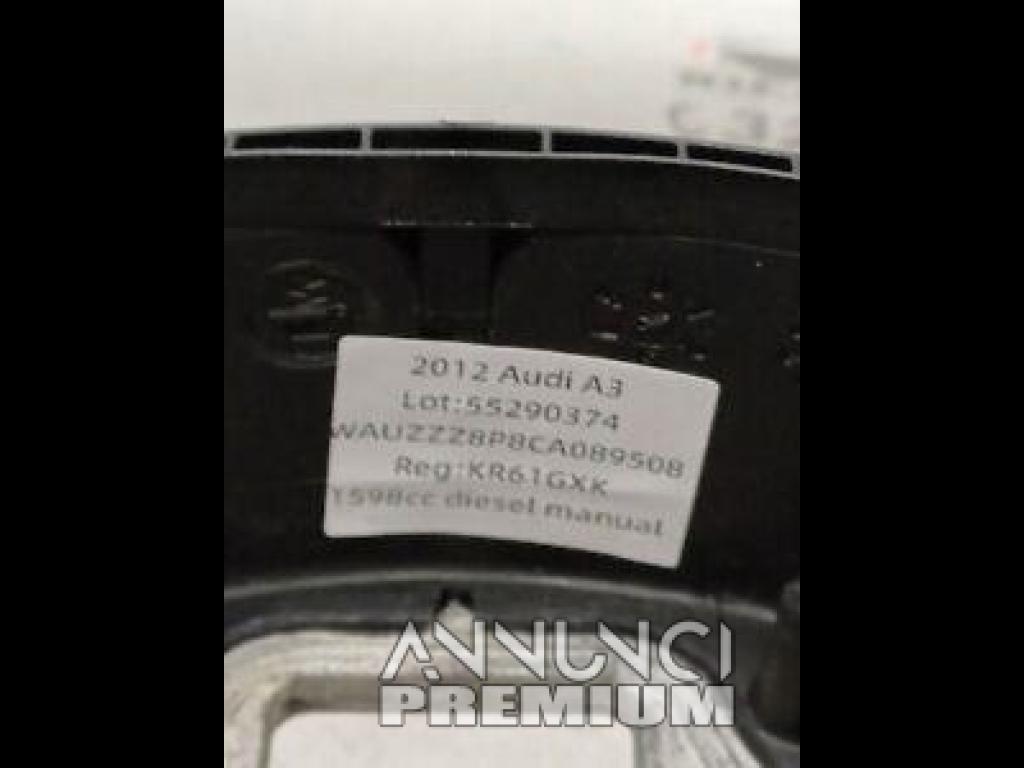 2012 Audi A3
Lot:55290374
WAUZZZ8P8CA089508
Reg:KR61GXK
1598cc diesel manual
ANNUNCI
PREMIUM